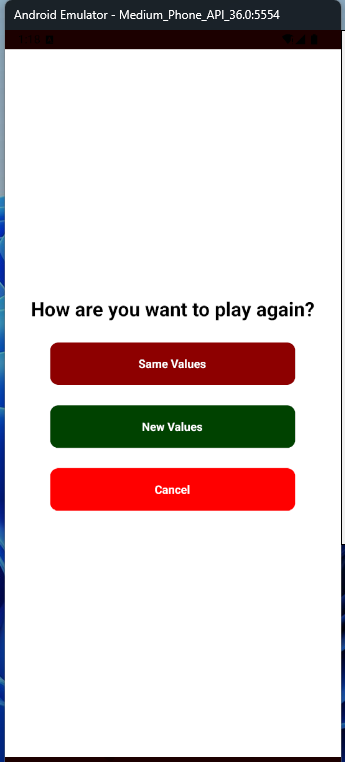 Android Emulator - Medium_Phone_API_36.0:5554
How are you want to play again?
Same Values
New Values
Cancel